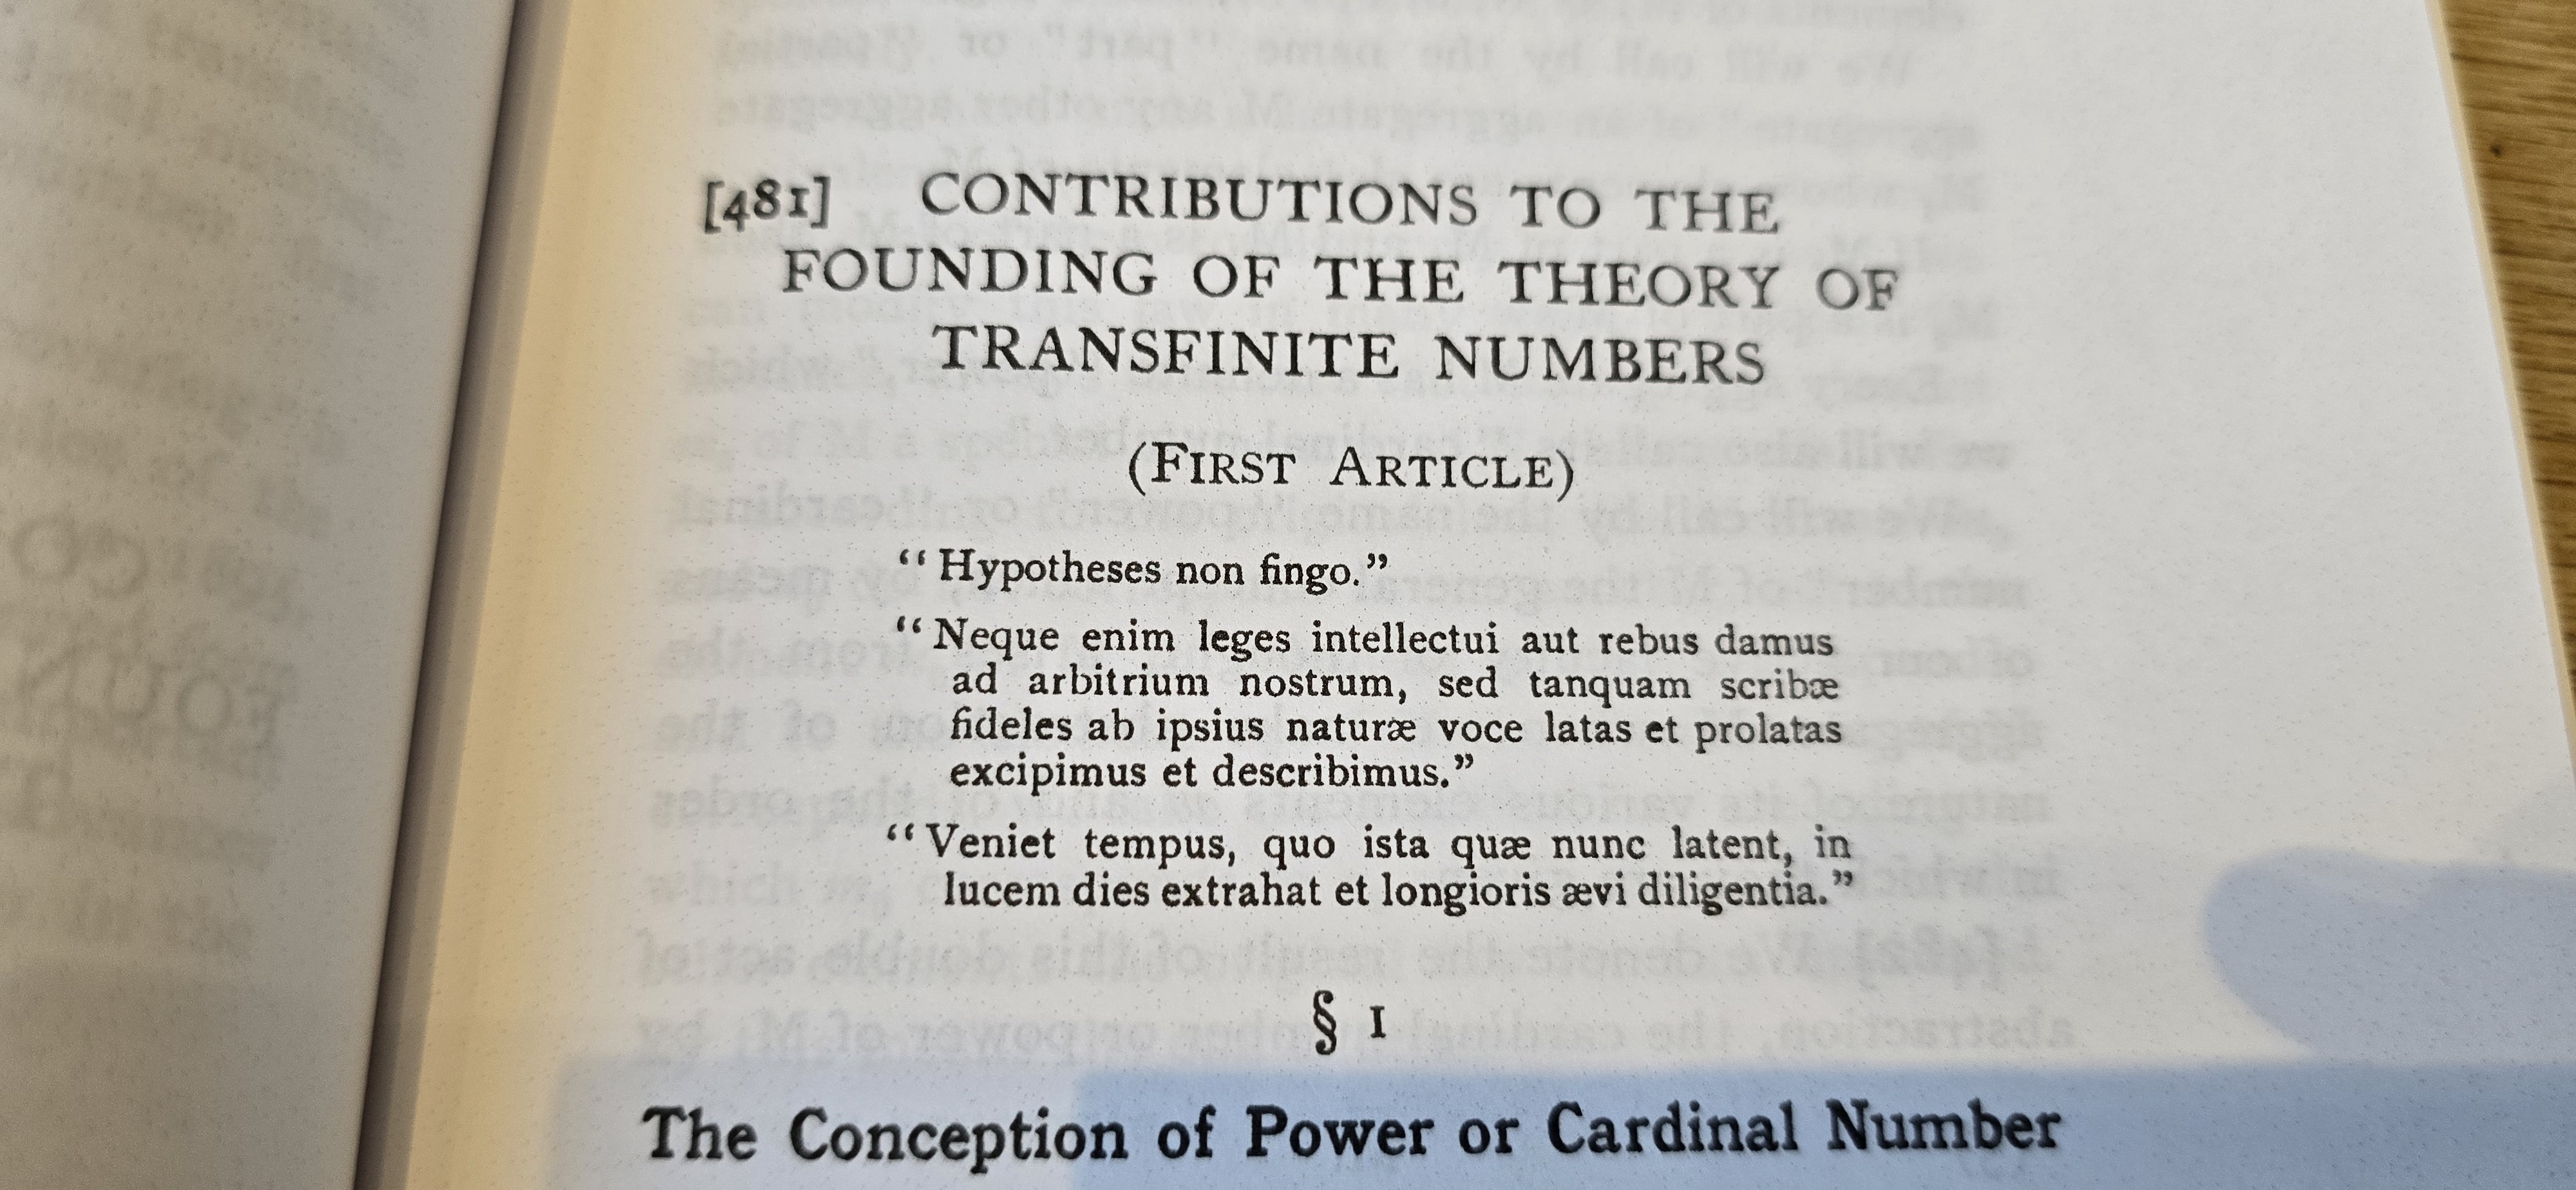 [481] CONTRIBUTIONS TO THE
FOUNDING OF THE THEORY OF
TRANSFINITE NUMBERS
(FIRST ARTICLE)
“Hypotheses non fingo.”
“Neque enim leges intellectui aut rebus damus
ad arbitrium nostrum, sed tanquam scribæ
fideles ab ipsius naturæ voce latas et prolatas
excipimus et describimus.”
“Veniet tempus, quo ista quæ nunc latent, in
lucem dies extrahat et longioris ævi diligentia.”
§ 1
The Conception of Power or Cardinal Number